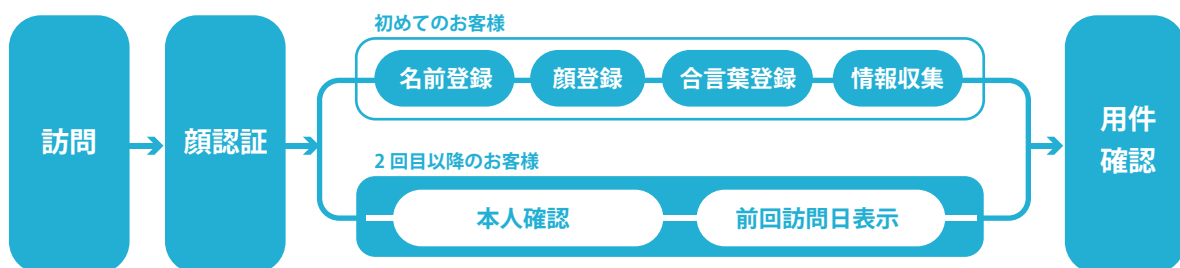 訪問
顔認証
初めてのお客様
名前登録
顔登録
合言葉登録
情報収集
2回目以降のお客様
本人確認
前回訪問日表示
用件
確認